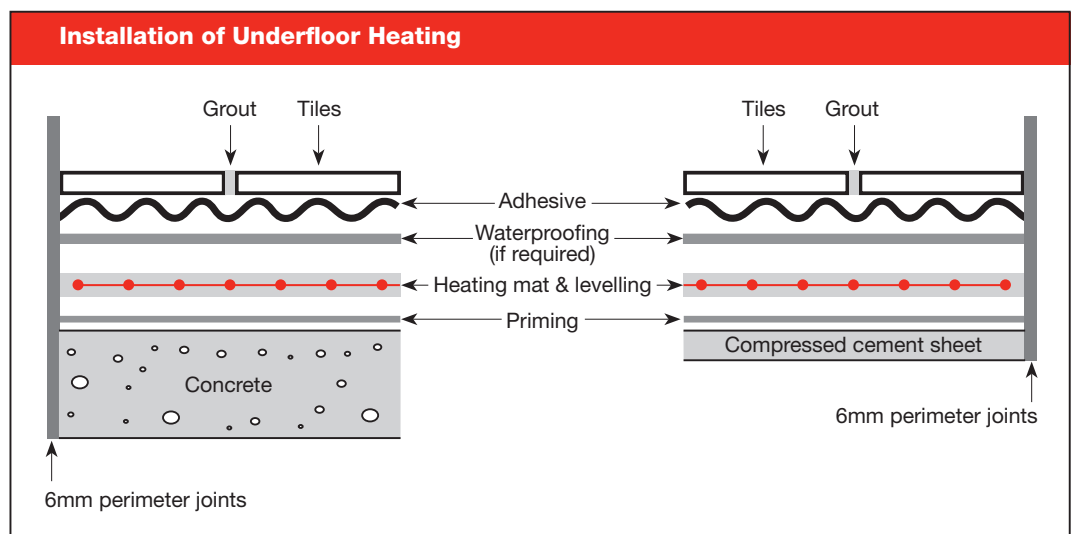 Installation of Underfloor Heating
Grout
Tiles
Tiles
Grout
Adhesive
Waterproofing
(if required)
Heating mat & levelling
Priming
Concrete
Compressed cement sheet
6mm perimeter joints
6mm perimeter joints